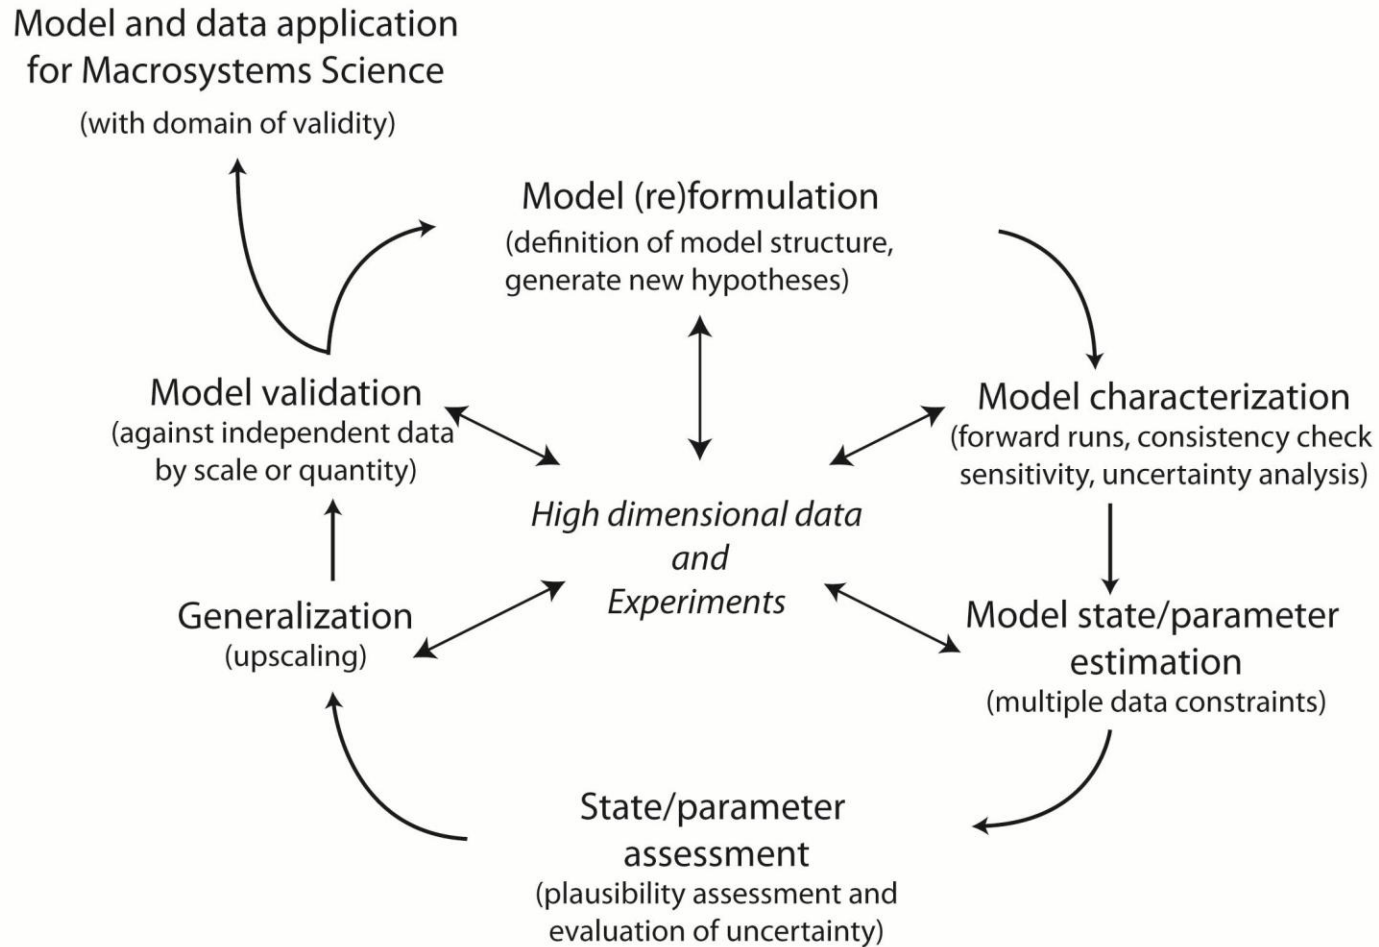 Model and data application
for Macrosystems Science
(with domain of validity)
Model (re)formulation
(definition of model structure,
generate new hypotheses)
Model characterization
(forward runs, consistency check
sensitivity, uncertainty analysis)
Model state/parameter
estimation
(multiple data constraints)
State/parameter
assessment
(plausibility assessment and
evaluation of uncertainty)
Generalization
(upscaling)
Model validation
(against independent data
by scale or quantity)
High dimensional data
and
Experiments